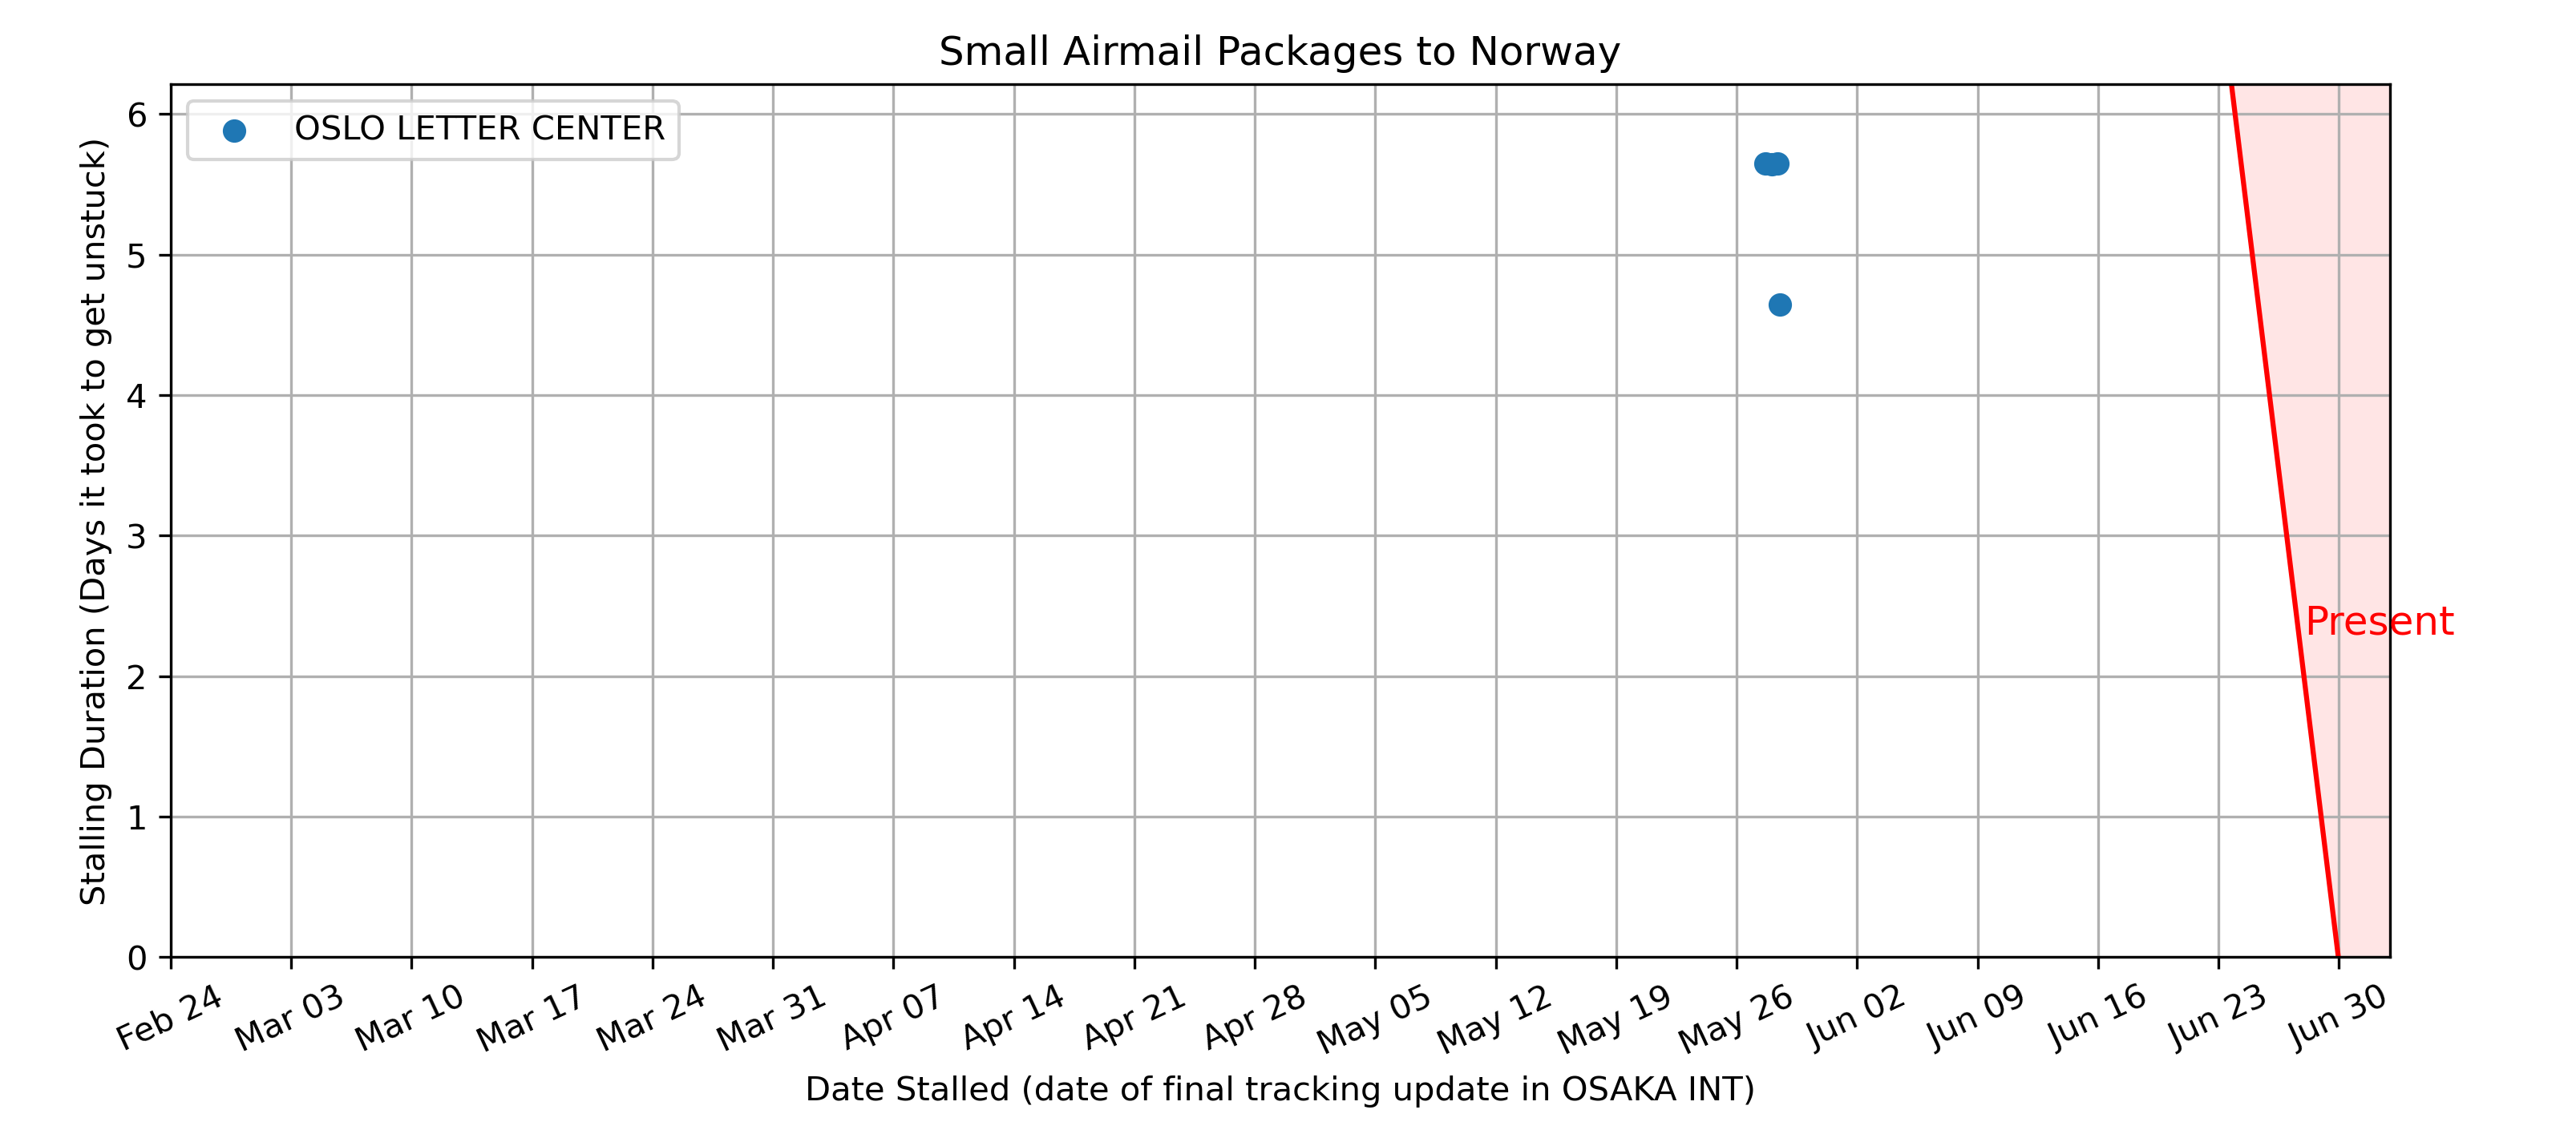 Small Airmail Packages to Norway
OSLO LETTER CENTER
Stalling Duration (Days it took to get unstuck)
6
5
4
3
2
1
0
Present
Feb 24
Mar 03
Mar 10
Mar 17
Mar 24
Mar 31
Apr 07
Apr 14
Apr 21
Apr 28
May 05
May 12
May 19
May 26
Jun 02
Jun 09
Jun 16
Jun 23
Jun 30
Date Stalled (date of final tracking update in OSAKA INT)